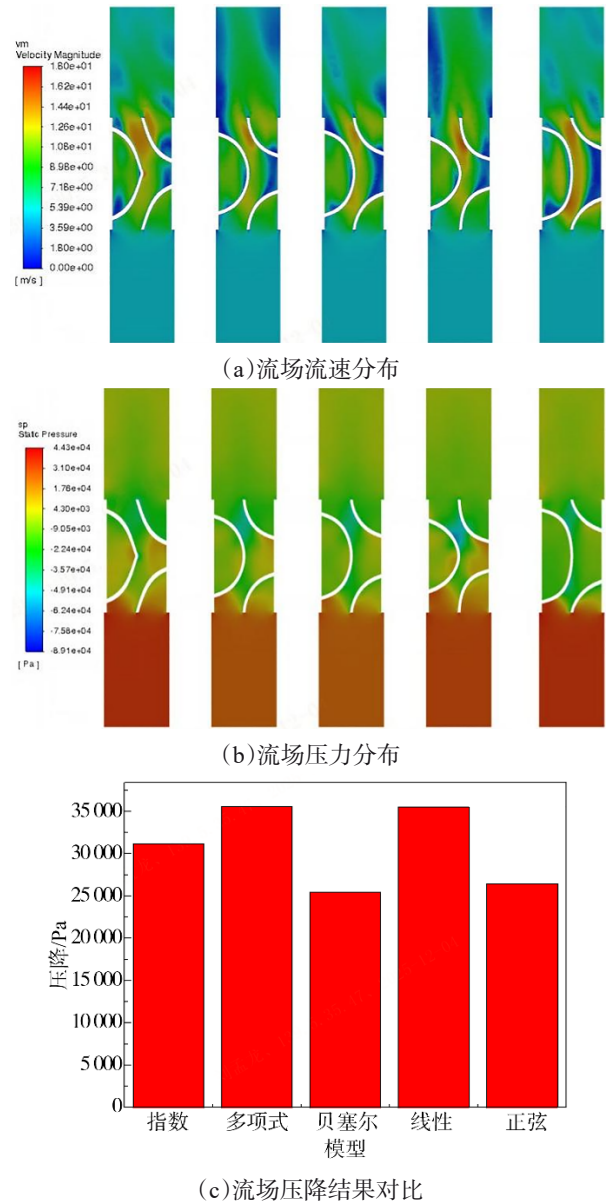 vm
Velocity Magnitude
1.80e+01
1.60e+01
1.44e+01
1.26e+01
1.08e+01
8.98e+00
7.18e+00
5.39e+00
3.59e+00
1.80e+00
0.00e+00
[ m/s ]
(a)流场流速分布
sp
Static Pressure
4.43e+04
3.10e+04
1.76e+04
4.30e+03
-9.05e+03
-2.24e+04
-3.57e+04
-4.91e+04
-6.24e+04
-7.58e+04
-8.91e+04
[ Pa ]
(b)流场压力分布
35 000
30 000
25 000
20 000
15 000
10 000
5 000
0
压降/Pa
指数 多项式 贝塞尔 线性 正弦
模型
(c)流场压降结果对比